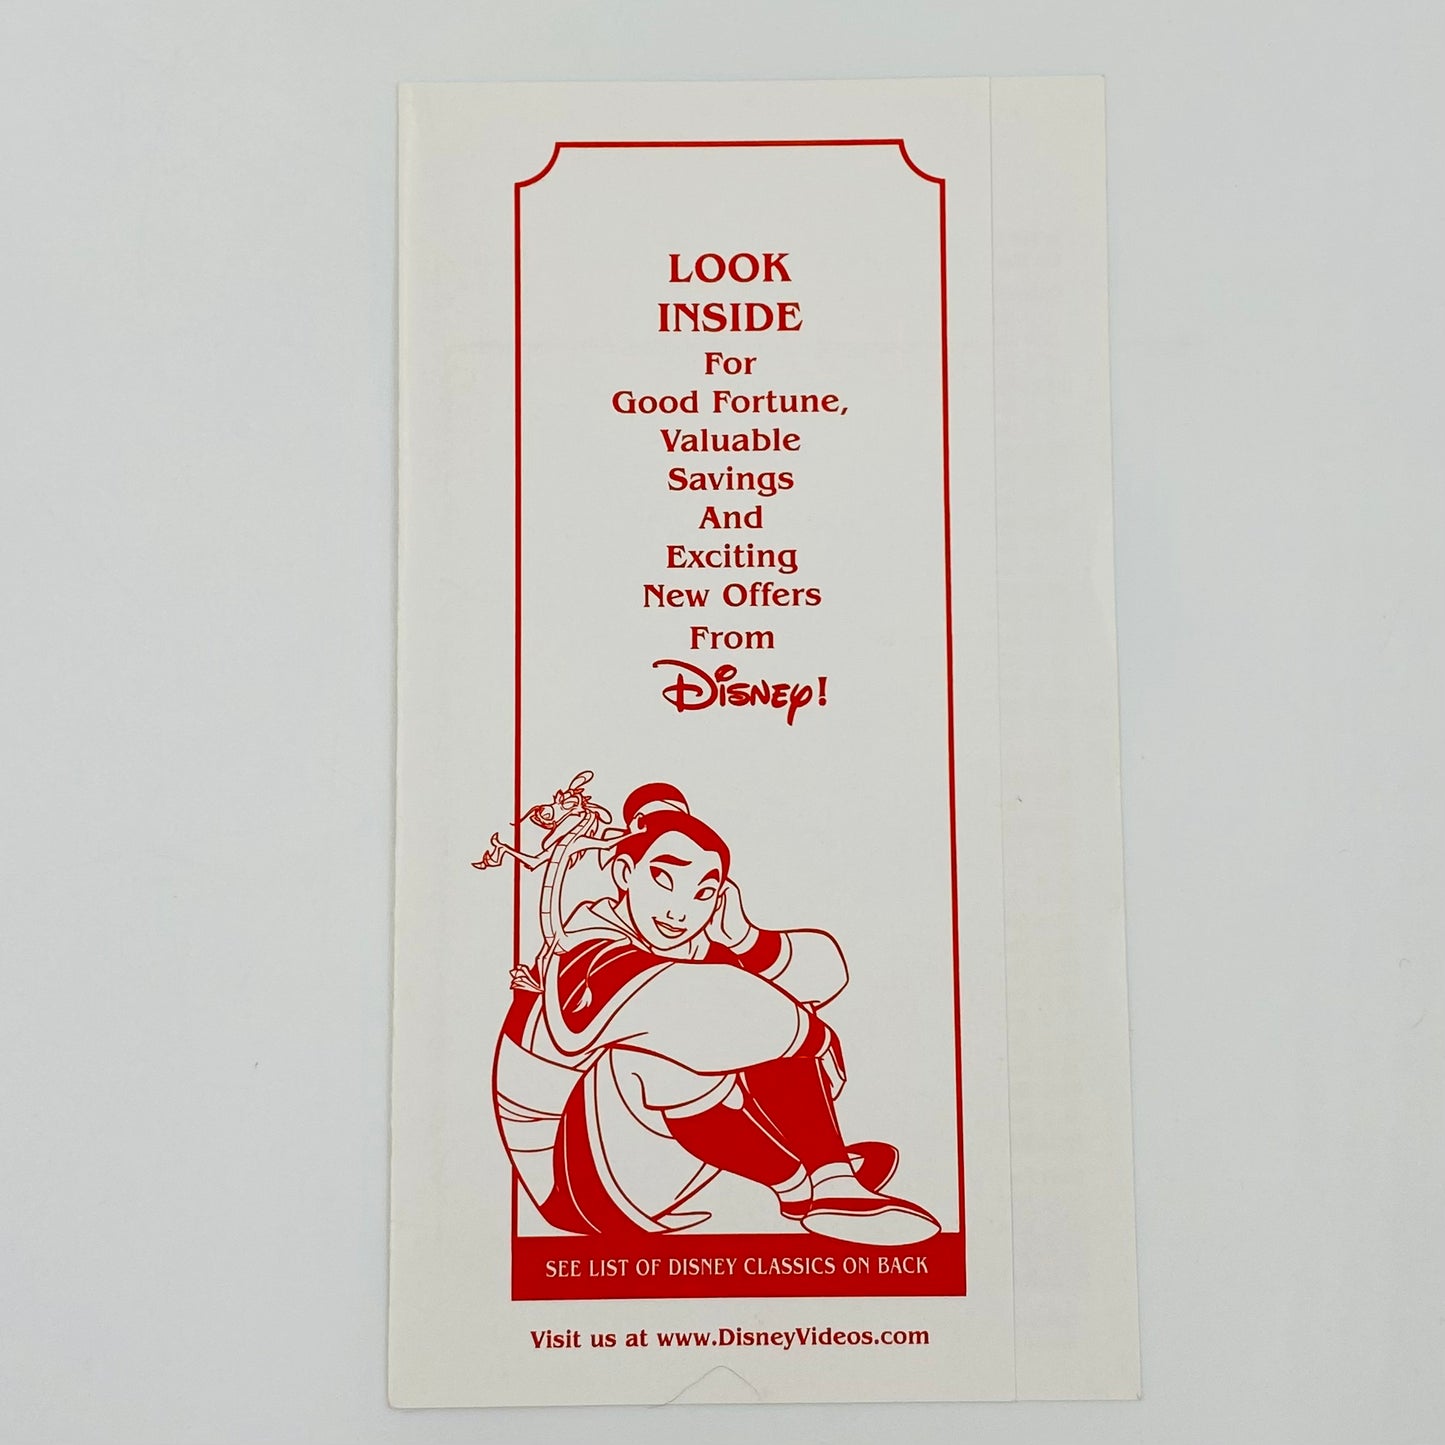 LOOK
INSIDE
For
Good Fortune,
Valuable
Savings
And
Exciting
New Offers
From
Disney!
SEE LIST OF DISNEY CLASSICS ON BACK
Visit us at www.DisneyVideos.com